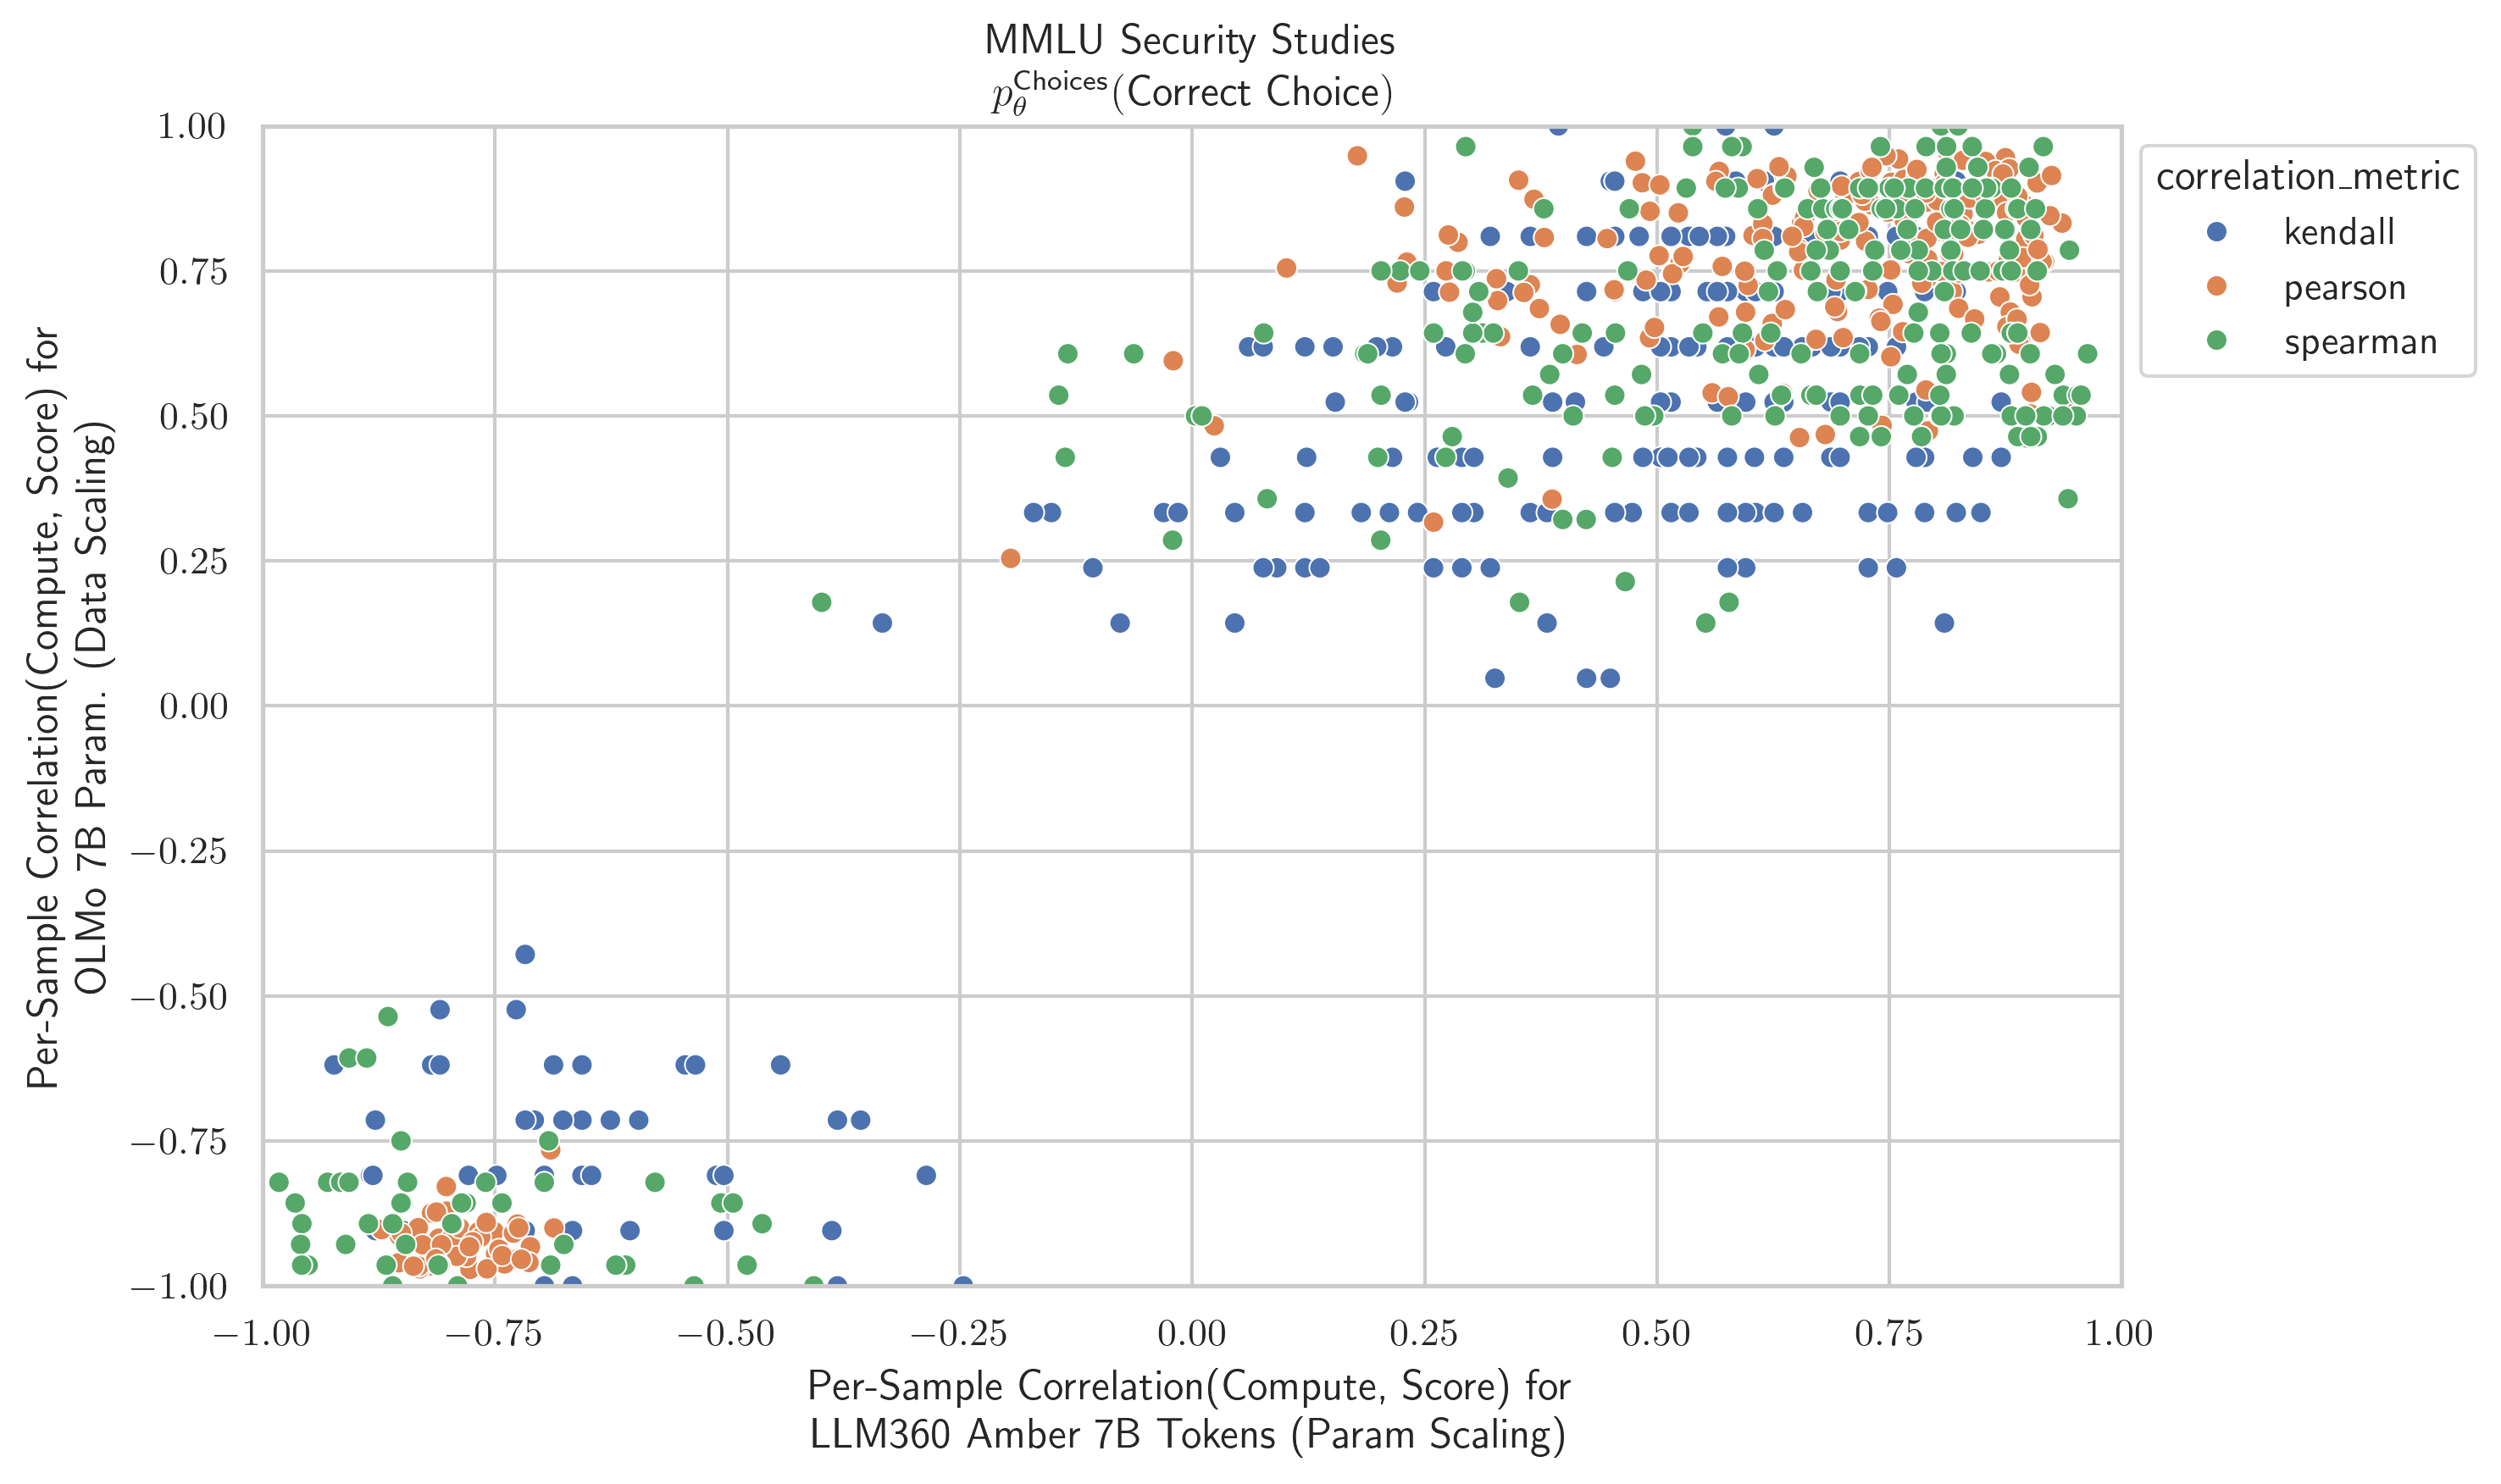 MMLU Security Studies
p_θ^Choices(Correct Choice)
Per-Sample Correlation(Compute, Score) for
OLMo 7B Param. (Data Scaling)
1.00
0.75
0.50
0.25
0.00
−0.25
−0.50
−0.75
−1.00
−1.00 −0.75 −0.50 −0.25 0.00 0.25 0.50 0.75 1.00
Per-Sample Correlation(Compute, Score) for
LLM360 Amber 7B Tokens (Param Scaling)
correlation_metric
kendall
pearson
spearman